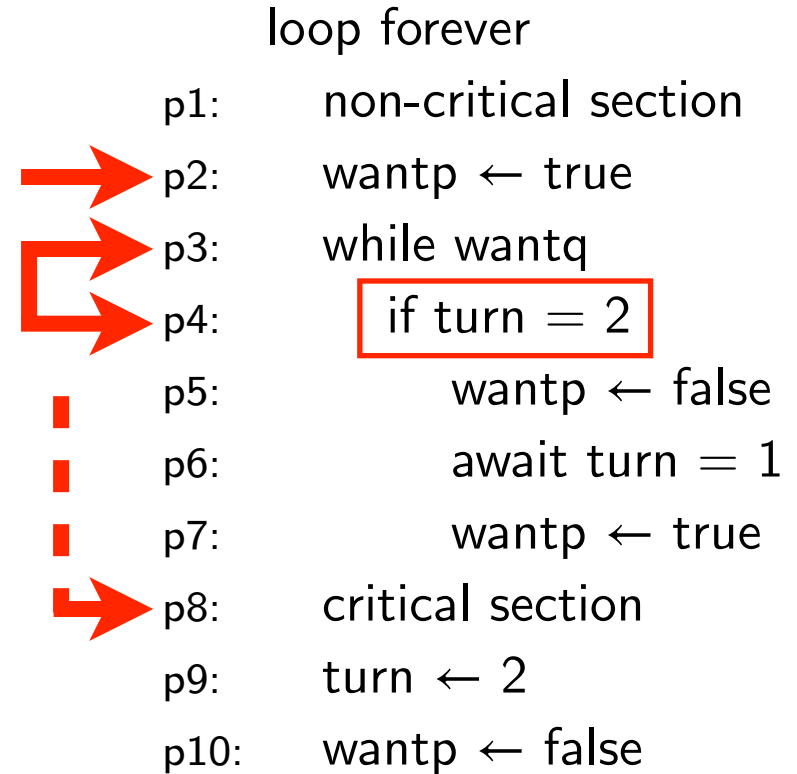 loop forever
p1: non-critical section
p2: wantp ← true
p3: while wantq
p4: if turn = 2
p5: wantp ← false
p6: await turn = 1
p7: wantp ← true
p8: critical section
p9: turn ← 2
p10: wantp ← false